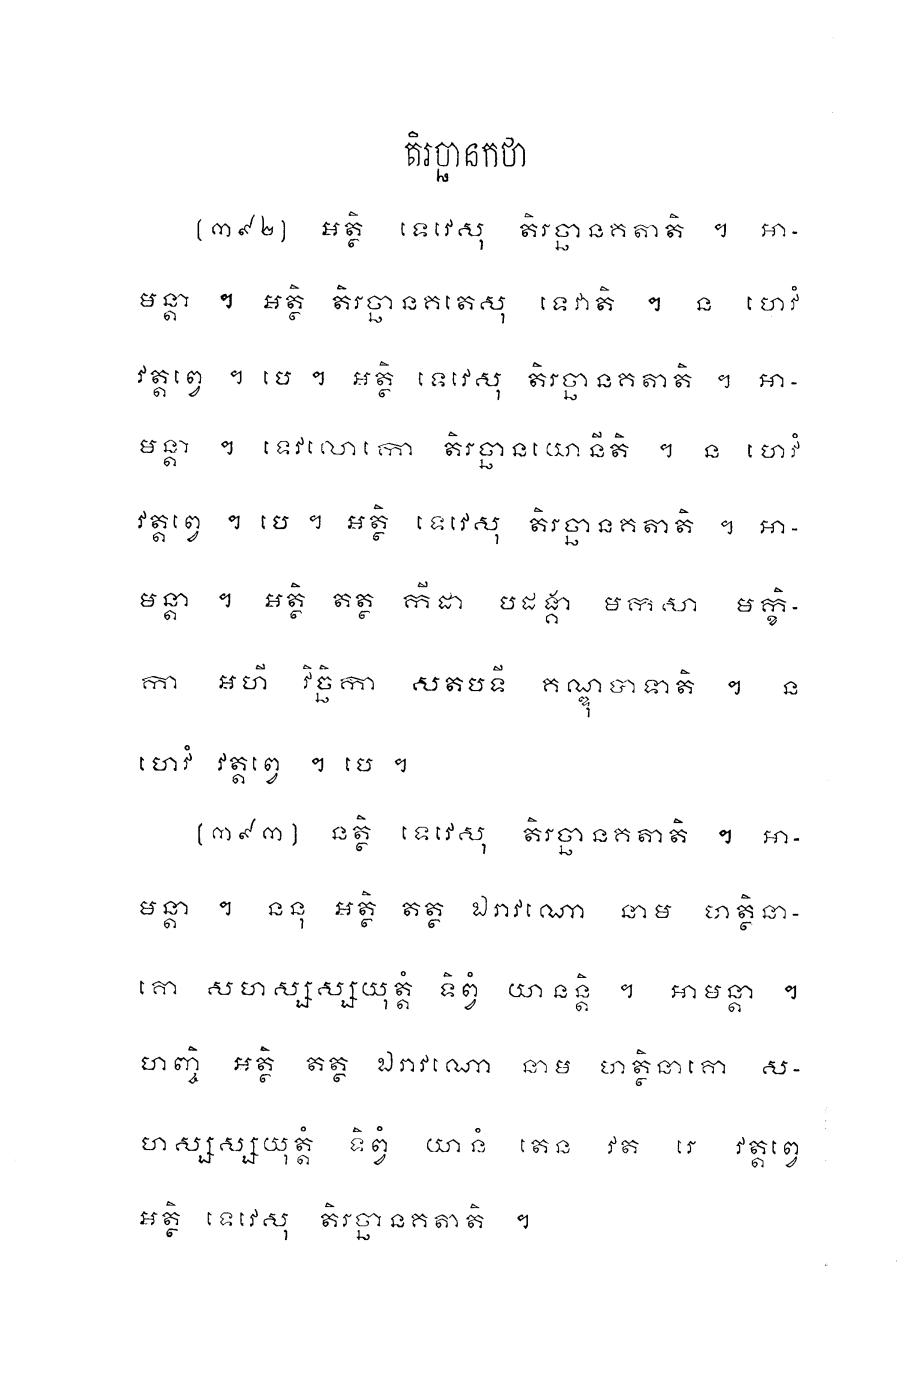 តិរច្ឆានកថា
(៣៩២) អត្ថិ ទេវេសុ តិរច្ឆានកតាតិ ។ អា-
មន្តា ។ អត្ថិ តិរច្ឆានកតេសុ ទេវាតិ ។ ន ហេវំ
វត្តព្វេ ។ បេ ។ អត្ថិ ទេវេសុ តិរច្ឆានកតាតិ ។ អា-
មន្តា ។ ទេវលោកោ តិរច្ឆានយោនីតិ ។ ន ហេវំ
វត្តព្វេ ។ បេ ។ អត្ថិ ទេវេសុ តិរច្ឆានកតាតិ ។ អា-
មន្តា ។ អត្ថិ តត្ថ កីដា បដង្គា មកសា មក្ខិ-
កា អហី វិច្ឆិកា សតបទី កណ្ឌុបាទាតិ ។ ន
ហេវំ វត្តព្វេ ។ បេ ។
(៣៩៣) នត្ថិ ទេវេសុ តិរច្ឆានកតាតិ ។ អា-
មន្តា ។ ននុ អត្ថិ តត្ថ ឯរាវណោ នាម ហត្ថិនា-
គោ សហស្សស្សយុត្តំ ទិព្វំ យានន្តិ ។ អាមន្តា ។
ហញ្ចិ អត្ថិ តត្ថ ឯរាវណោ នាម ហត្ថិនាគោ ស-
ហស្សស្សយុត្តំ ទិព្វំ យានំ តេន វត រេ វត្តព្វេ
អត្ថិ ទេវេសុ តិរច្ឆានកតាតិ ។